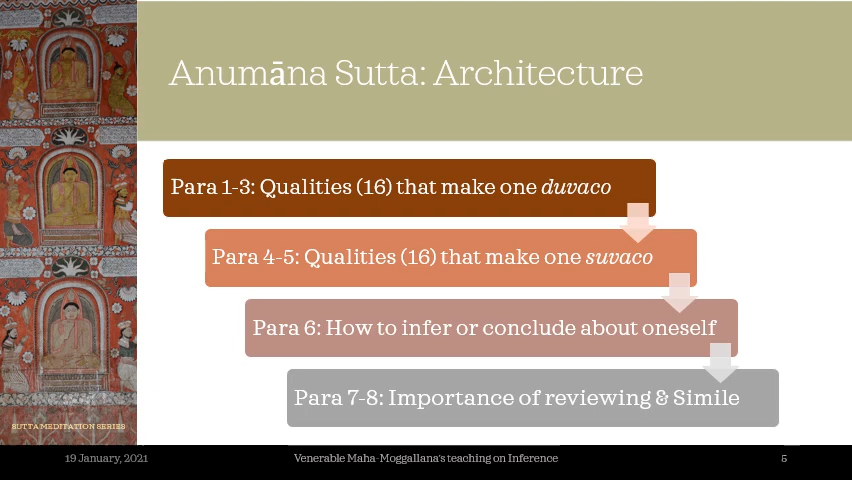 Anumāna Sutta: Architecture
Para 1-3: Qualities (16) that make one duvaco
Para 4-5: Qualities (16) that make one suvaco
Para 6: How to infer or conclude about oneself
Para 7-8: Importance of reviewing & Simile
SUTTA MEDITATION SERIES
19 January, 2021
Venerable Maha-Moggallana's teaching on Inference
5